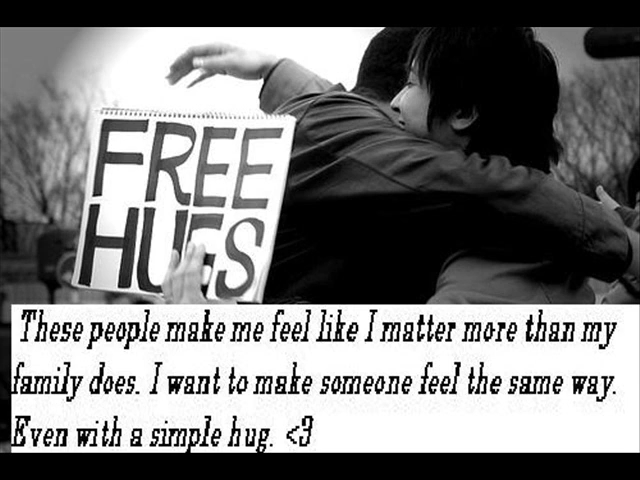 FREE
HUGS
These people make me feel like I matter more than my
family does. I want to make someone feel the same way.
Even with a simple hug. <3